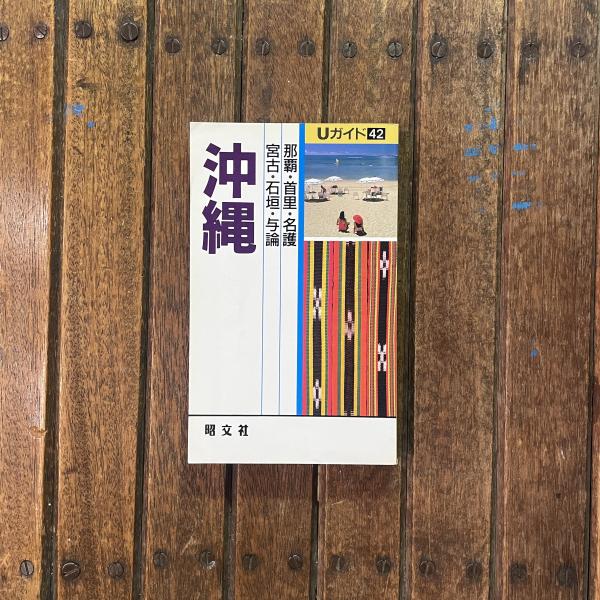 Uガイド42
那覇・首里・名護
宮古・石垣・与論
沖縄
昭文社